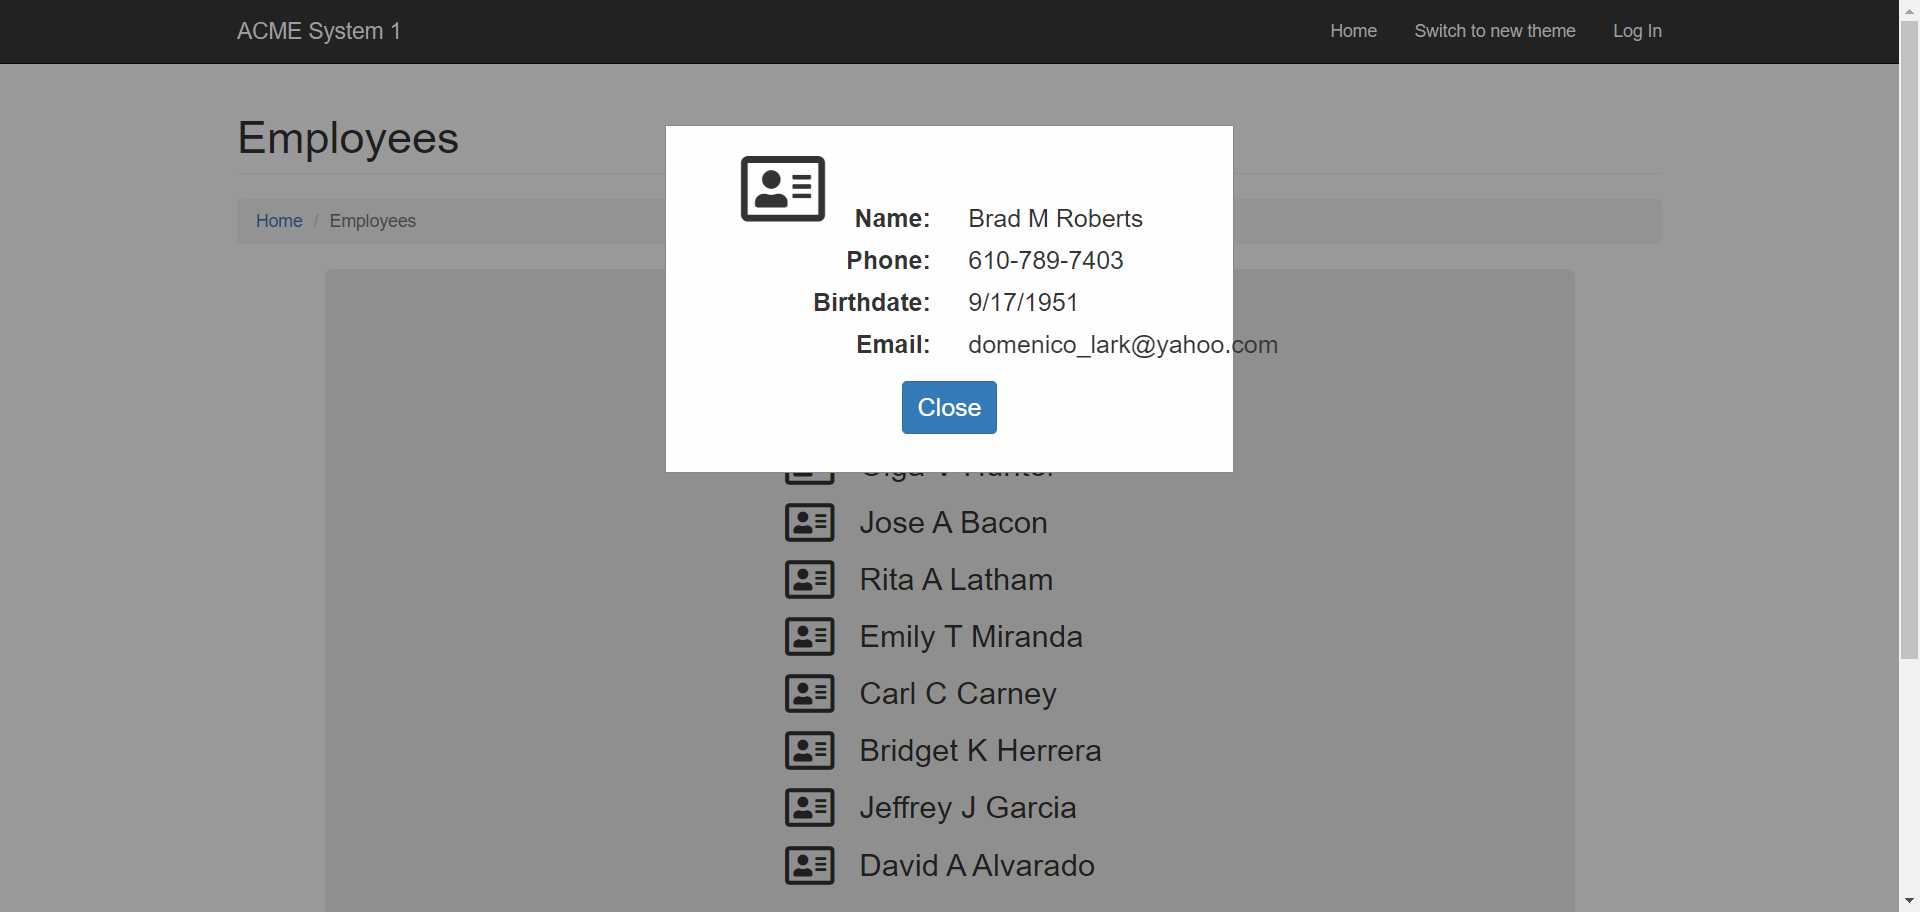 ACME System 1
Home Switch to new theme Log In
Employees
Home / Employees
Name: Brad M Roberts
Phone: 610-789-7403
Birthdate: 9/17/1951
Email: domenico_lark@yahoo.com
Close
Jose A Bacon
Rita A Latham
Emily T Miranda
Carl C Carney
Bridget K Herrera
Jeffrey J Garcia
David A Alvarado